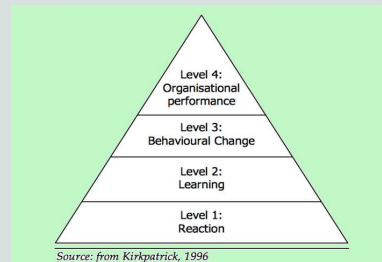 Level 4:
Organisational
performance
Level 3:
Behavioural Change
Level 2:
Learning
Level 1:
Reaction
Source: from Kirkpatrick, 1996